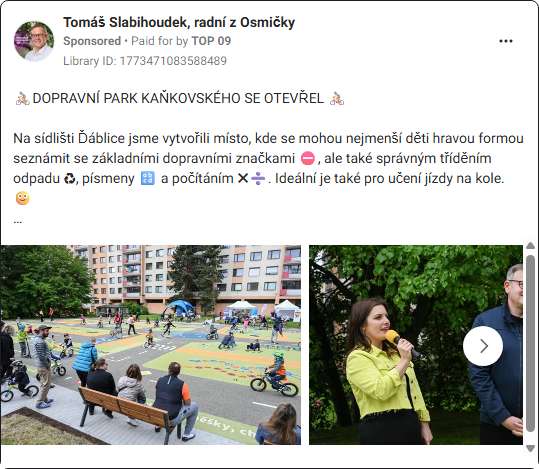 Tomáš Slabihoudek, radní z Osmičky
Sponsored • Paid for by TOP 09
Library ID: 1773471083588489
🚴🏼DOPRAVNÍ PARK KAŇKOVSKÉHO SE OTEVŘEL 🚴🏼
Na sídlišti Ďáblice jsme vytvořili místo, kde se mohou nejmenší děti hravou formou
seznámit se základními dopravními značkami ⛔, ale také správným tříděním
odpadu ♻, písmeny 🔡 a počítáním ✖➗. Ideální je také pro učení jízdy na kole.
😉
...